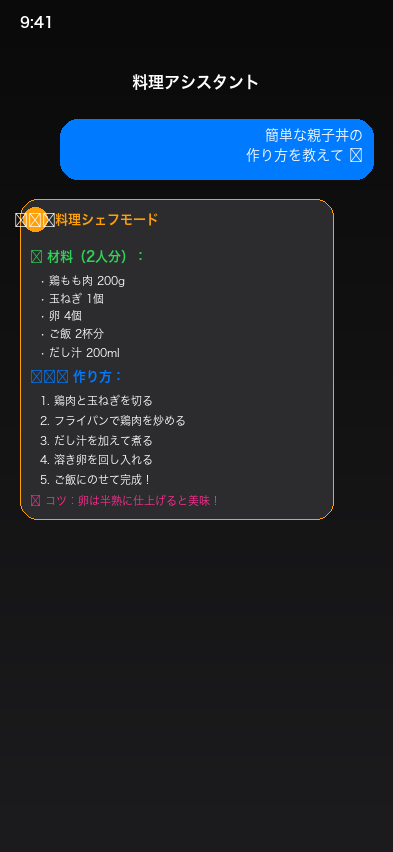 9:41
料理アシスタント
簡単な親子丼の
作り方を教えて
料理シェフモード
材料（2人分）：
・鶏もも肉 200g
・玉ねぎ 1個
・卵 4個
・ご飯 2杯分
・だし汁 200ml
作り方：
1. 鶏肉と玉ねぎを切る
2. フライパンで鶏肉を炒める
3. だし汁を加えて煮る
4. 溶き卵を回し入れる
5. ご飯にのせて完成！
コツ：卵は半熟に仕上げると美味！